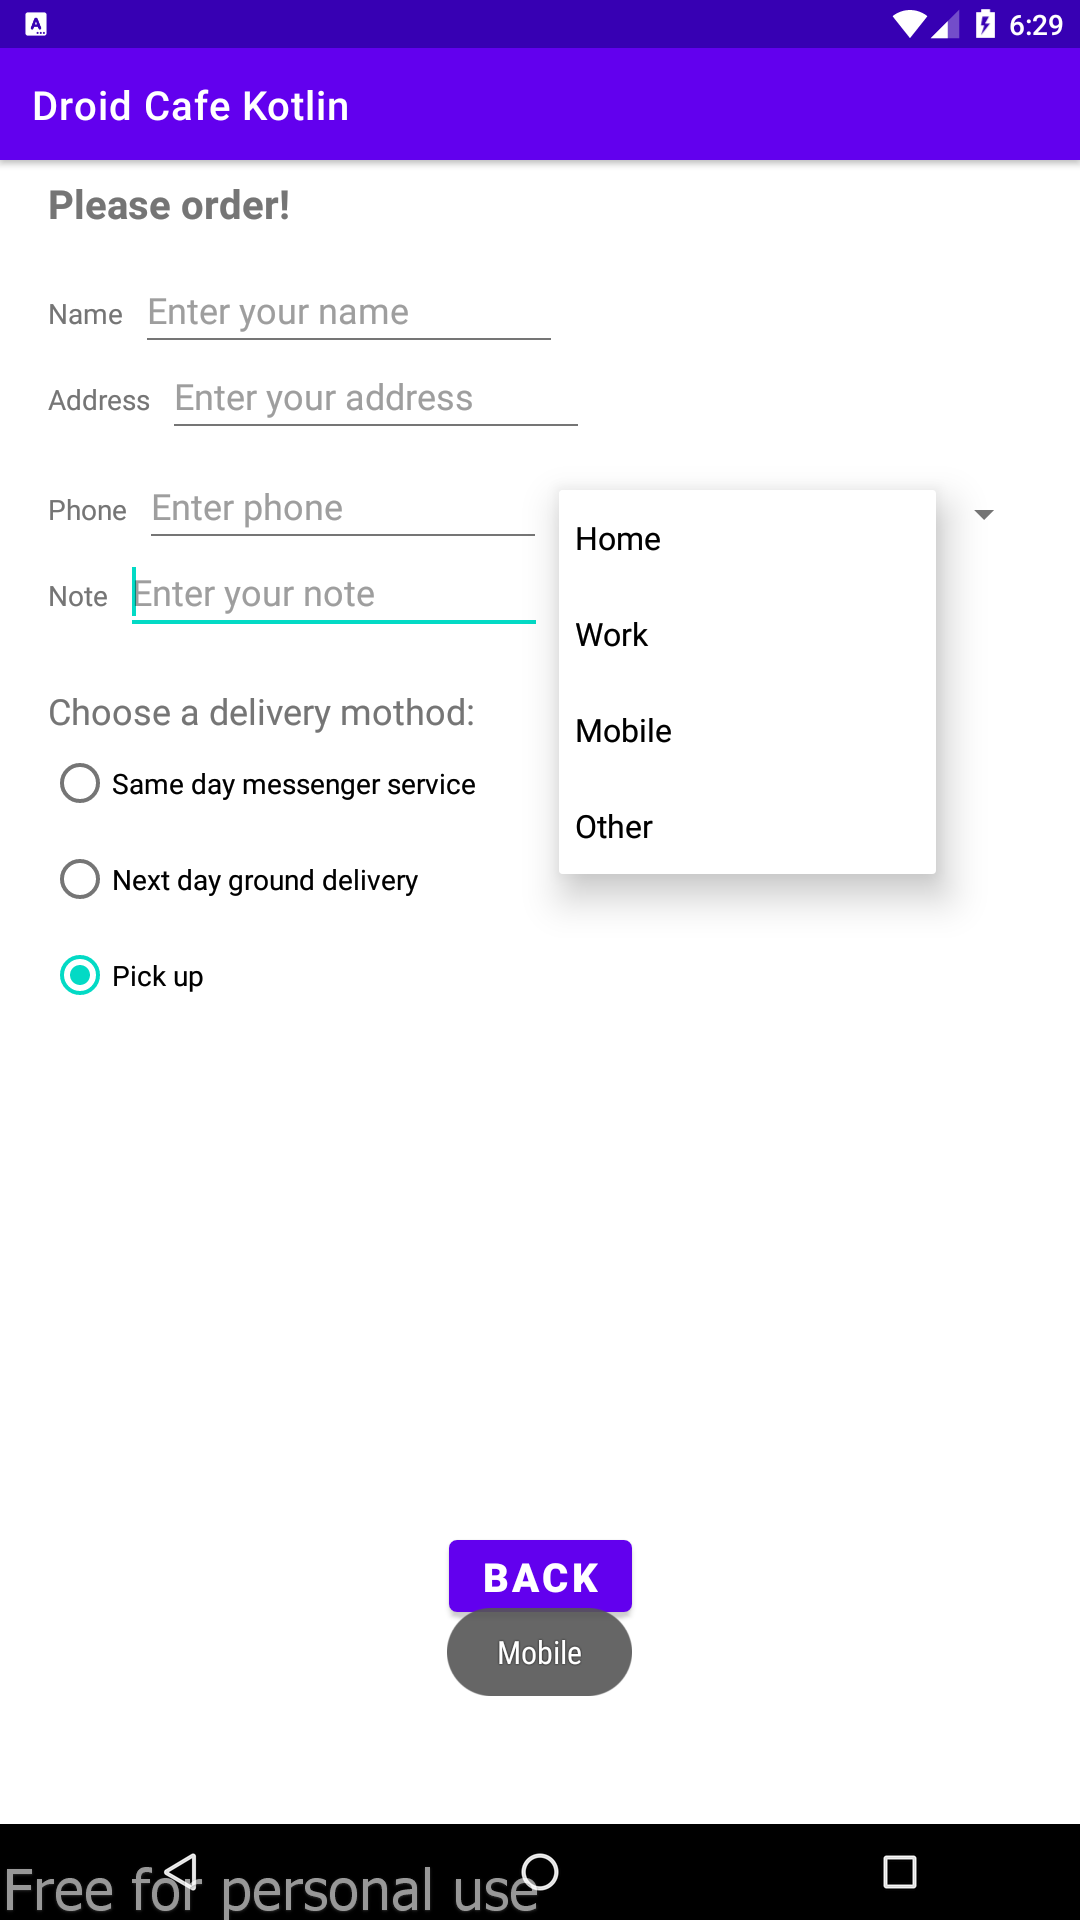 6:29
Droid Cafe Kotlin
Please order!
Name Enter your name
Address Enter your address
Phone Enter phone
Home
Note Enter your note
Work
Mobile
Other
Choose a delivery mothod:
Same day messenger service
Next day ground delivery
Pick up
BACK
Mobile
Free for personal use